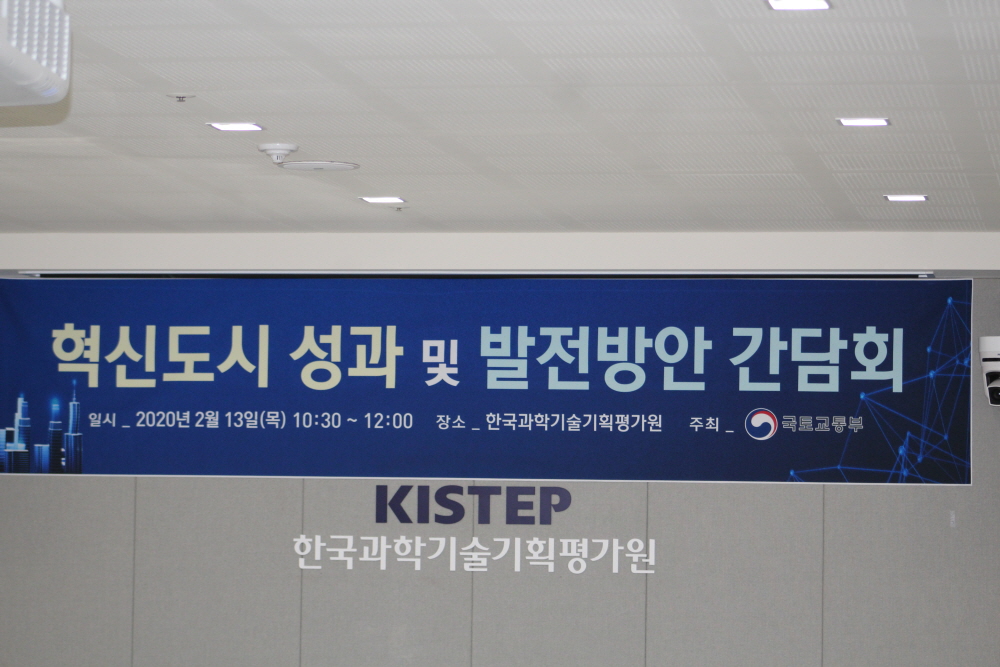 혁신도시 성과 및 발전방안 간담회
일시 _ 2020년 2월 13일(목) 10:30 ~ 12:00 장소 _ 한국과학기술기획평가원 주최 _ 국토교통부
KISTEP
한국과학기술기획평가원